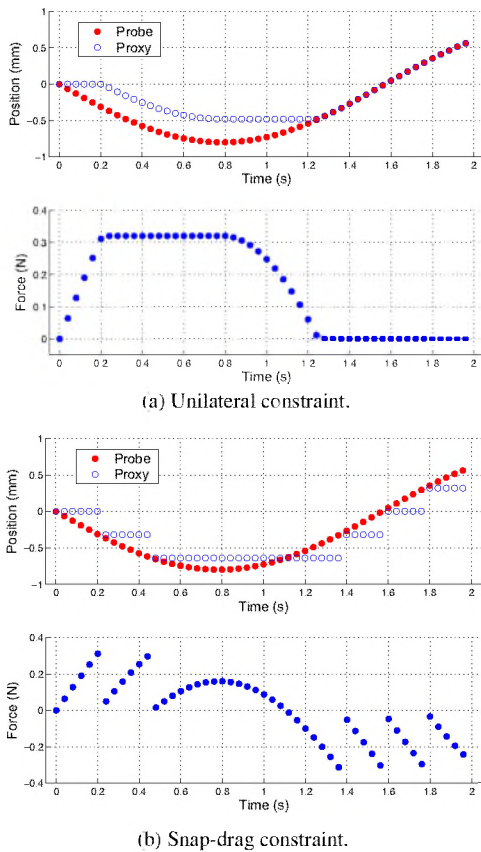 1
0.5
0
−0.5
−1
Position (mm)
Probe
Proxy
0 0.2 0.4 0.6 0.8 1 1.2 1.4 1.6 1.8 2
Time (s)
0.4
0.3
0.2
0.1
0
Force (N)
0 0.2 0.4 0.6 0.8 1 1.2 1.4 1.6 1.8 2
Time (s)
(a) Unilateral constraint.
1
0.5
0
−0.5
−1
Position (mm)
Probe
Proxy
0 0.2 0.4 0.6 0.8 1 1.2 1.4 1.6 1.8 2
Time (s)
0.4
0.2
0
−0.2
−0.4
Force (N)
0 0.2 0.4 0.6 0.8 1 1.2 1.4 1.6 1.8 2
Time (s)
(b) Snap-drag constraint.